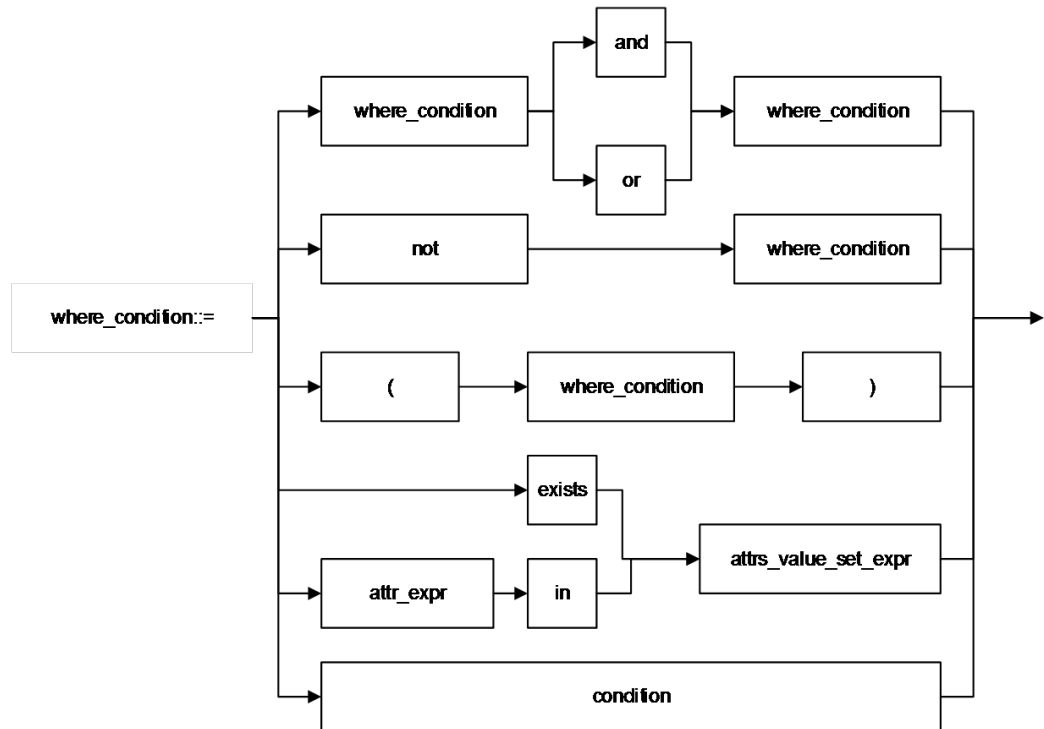 and
where_condition
where_condition
or
not
where_condition
where_condition::=
(
where_condition
)
exists
attrs_value_set_expr
attr_expr
in
condition